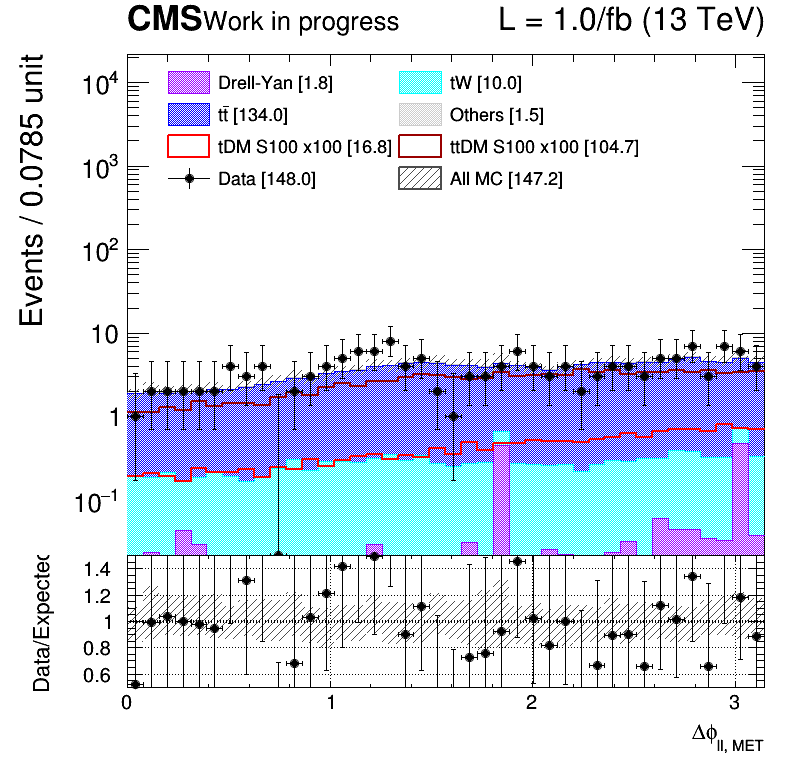 CMS Work in progress L = 1.0/fb (13 TeV)
Events / 0.0785 unit
10⁴
10³
10²
10
1
10⁻¹
Drell-Yan [1.8] tW [10.0]
tt̄ [134.0] Others [1.5]
tDM S100 x100 [16.8] ttDM S100 x100 [104.7]
Data [148.0] All MC [147.2]
Data/Expected
1.4
1.2
1
0.8
0.6
0 1 2 3
Δϕ_ll, MET